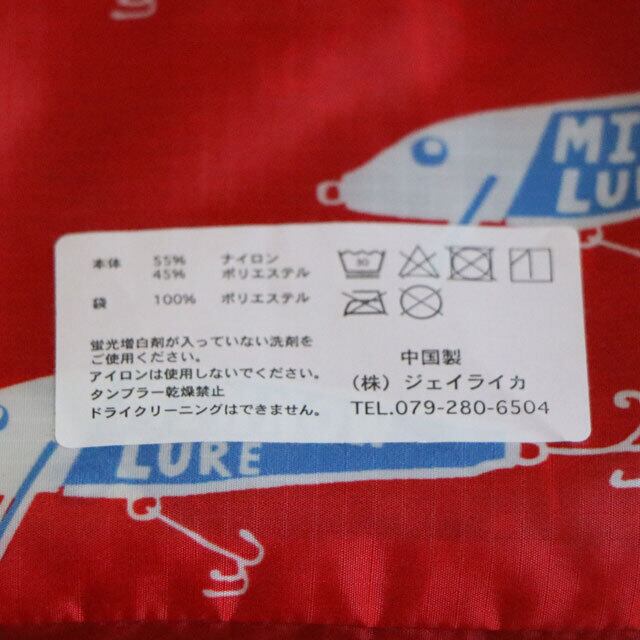 MI
LURE
本体 55% ナイロン
45% ポリエステル
袋 100% ポリエステル
蛍光増白剤が入っていない洗剤を
ご使用ください。
アイロンは使用しないでください。
タンブラー乾燥禁止
ドライクリーニングはできません。
中国製
(株) ジェイライカ
TEL.079-280-6504
LURE